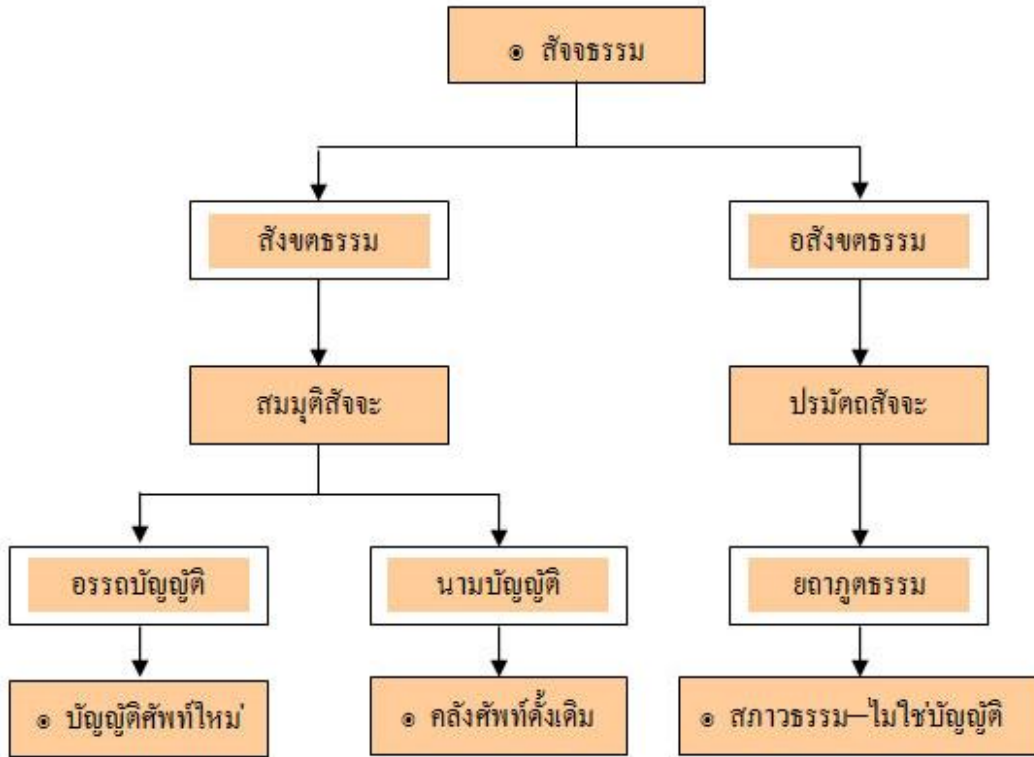 ๏ สัจจธรรม
สังขตธรรม
อสังขตธรรม
สมมุติสัจจะ
ปรมัตถสัจจะ
อรรถบัญญัติ
นามบัญญัติ
ยถาภูตธรรม
๏ บัญญัติศัพท์ใหม่
๏ คลังศัพท์ดั้งเดิม
๏ สภาวธรรม—ไม่ใช่บัญญัติ